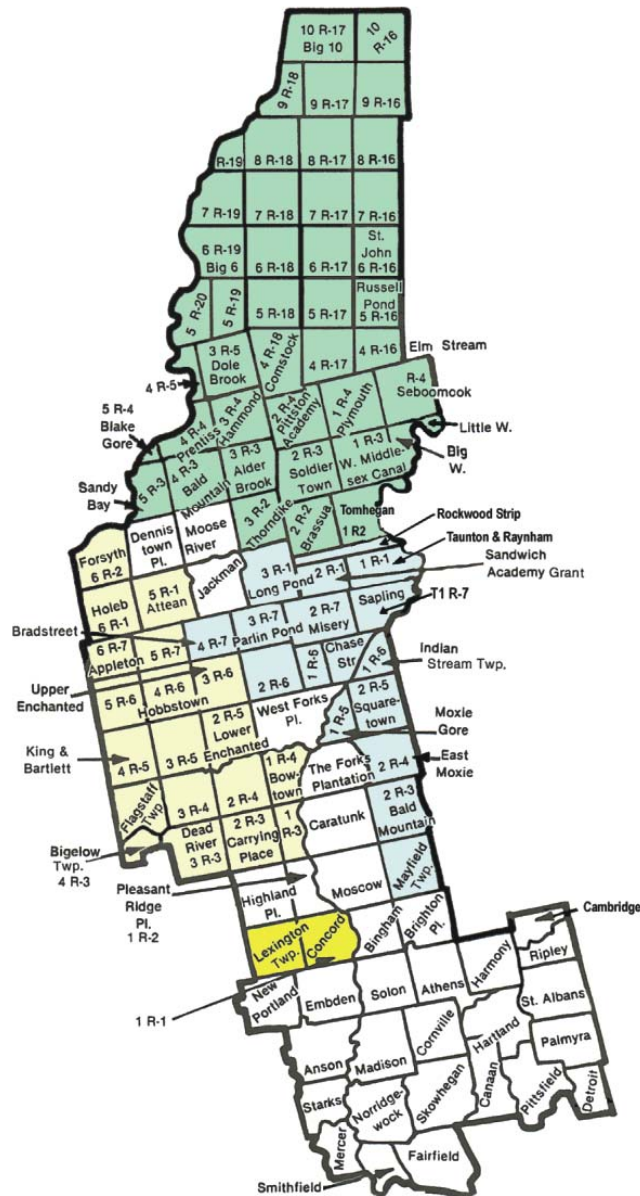 10 R-17
Big 10
10
R-16
9 R-18
9 R-17
9 R-16
R-19
8 R-18
8 R-17
8 R-16
7 R-19
7 R-18
7 R-17
7 R-16
6 R-19
Big 6
6 R-18
6 R-17
St.
John
6 R-16
5 R-20
5 R-19
5 R-18
5 R-17
Russell
Pond
5 R-16
4 R-5
3 R-5
Dole
Brook
4 R-18
Comstock
4 R-17
4 R-16
Elm Stream
5 R-4
Blake
Gore
4 R-4
Prentiss
3 R-4
Hammond
2 R-4
Pittston
Academy
1 R-4
Plymouth
R-4
Seboomook
Little W.
Sandy
Bay
5 R-3
4 R-3
Bald
Mountain
3 R-3
Alder
Brook
2 R-3
Soldier
Town
1 R-3
W. Middle-
sex Canal
Big
W.
Dennis
town
Pl.
Moose
River
3 R-2
Thorndike
2 R-2
Brassua
Tomhegan
1 R2
Rockwood Strip
Forsyth
6 R-2
Jackman
3 R-1
Long Pond
2 R-1
1 R-1
Taunton & Raynham
Sandwich
Academy Grant
Holeb
6 R-1
5 R-1
Attean
Sapling
T1 R-7
Bradstreet
6 R-7
Appleton
5 R-7
4 R-7
3 R-7
Parlin Pond
2 R-7
Misery
Upper
Enchanted
5 R-6
4 R-6
Hobbstown
3 R-6
2 R-6
1 R-6
Chase
Str
1 R-6
Indian
Stream Twp.
King &
Bartlett
4 R-5
3 R-5
2 R-5
Lower
Enchanted
West Forks
Pl.
1 R-5
2 R-5
Square-
town
Moxie
Gore
Flagstaff
Twp.
3 R-4
2 R-4
1 R-4
Bow-
town
The Forks
Plantation
2 R-4
East
Moxie
Bigelow
Twp.
4 R-3
Dead
River
3 R-3
2 R-3
Carrying
Place
1
R-3
Caratunk
2 R-3
Bald
Mountain
Pleasant
Ridge
Pl.
1 R-2
Highland
Pl.
Moscow
Mayfield
Twp.
Lexington
Twp.
Concord
Bingham
Brighton
Pl.
Cambridge
1 R-1
New
Portland
Embden
Solon
Athens
Harmony
Ripley
St. Albans
Anson
Madison
Cornville
Hartland
Palmyra
Starks
Norridge-
wock
Skowhegan
Canaan
Pittsfield
Detroit
Mercer
Smithfield
Fairfield